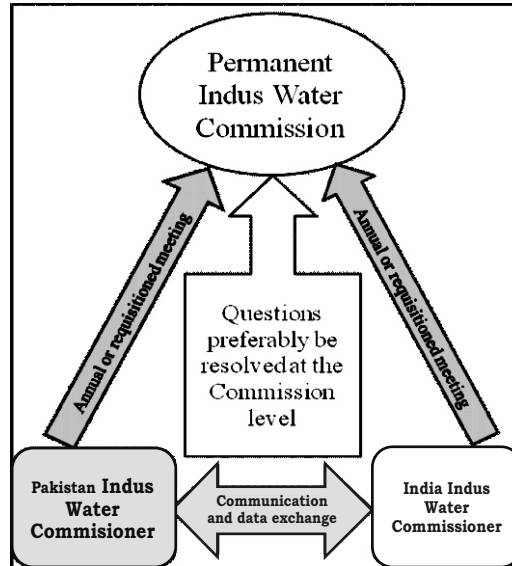 Permanent
Indus Water
Commission
Annual or requisitioned meeting
Annual or requisitioned meeting
Questions
preferably be
resolved at the
Commission
level
Pakistan Indus
Water
Commisioner
Communication
and data exchange
India Indus
Water
Commissioner